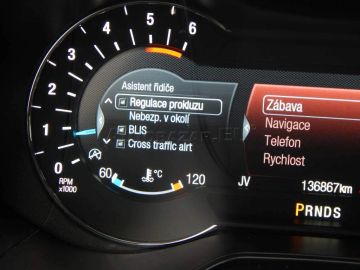 6
5
4
3
2
1
0
RPM
x1000
Asistent řidiče
Regulace prokluzu
Nebezp. v okolí
BLIS
Cross traffic airt
60 °C 120
Zábava
Navigace
Telefon
Rychlost
JV 136867km
PRNDS